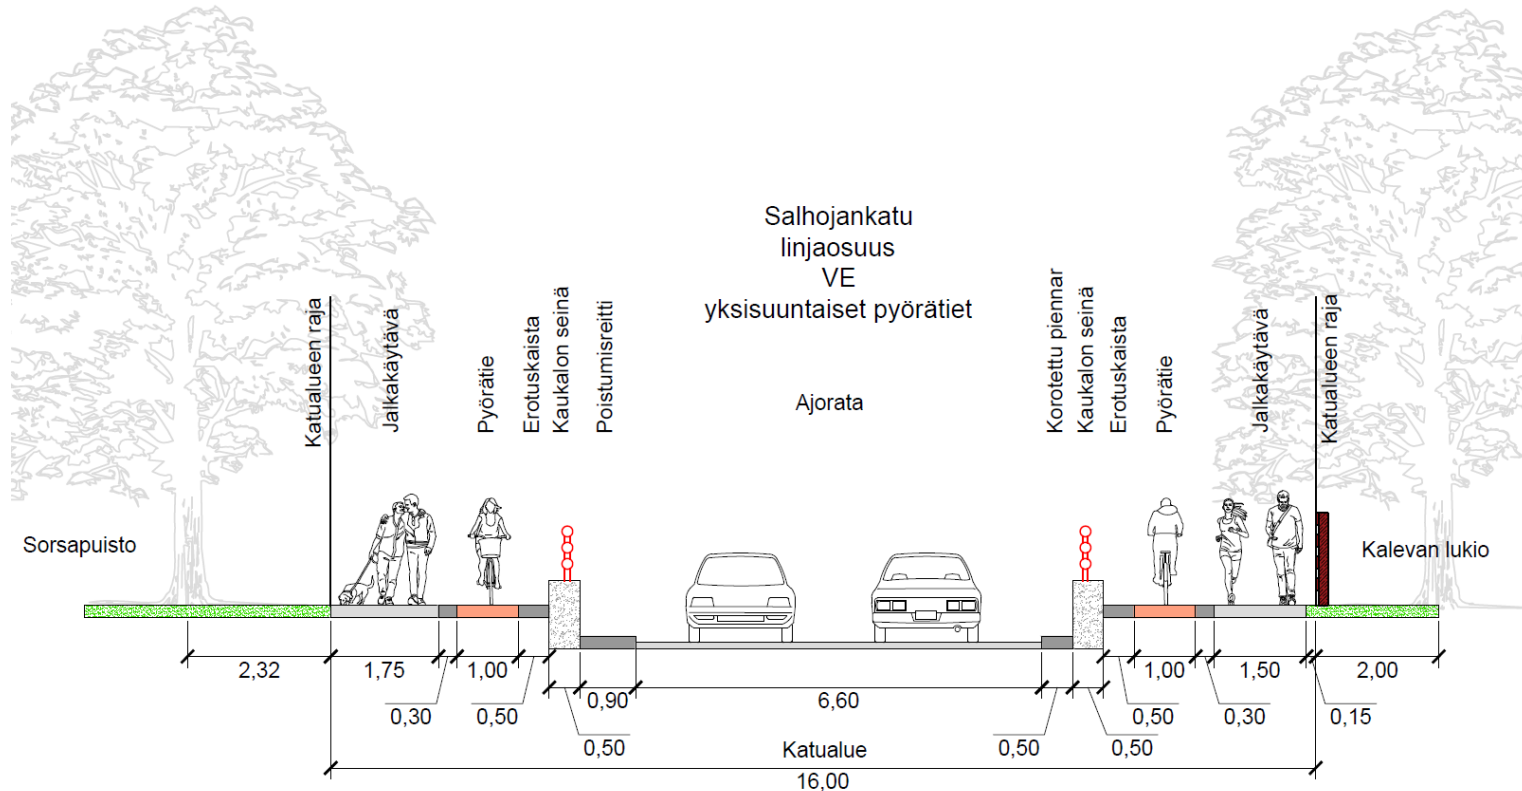 Salhojankatu
linjaosuus
VE
yksisuuntaiset pyörätiet
Katualueen raja
Jalkakäytävä
Pyörätie
Erotuskaista
Kaukalon seinä
Poistumisreitti
Ajorata
Korotettu piennar
Kaukalon seinä
Erotuskaista
Pyörätie
Jalkakäytävä
Katualueen raja
Sorsapuisto
Kalevan lukio
2,32
1,75
1,00
1,00
1,50
2,00
0,90
6,60
0,30
0,50
0,50
0,30
0,15
0,50
Katualue
0,50
0,50
16,00